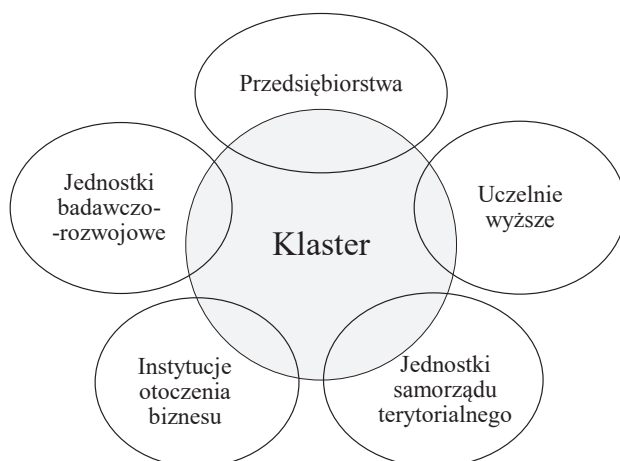 Przedsiębiorstwa
Jednostki
badawczo-
-rozwojowe
Uczelnie
wyższe
Klaster
Instytucje
otoczenia
biznesu
Jednostki
samorządu
terytorialnego